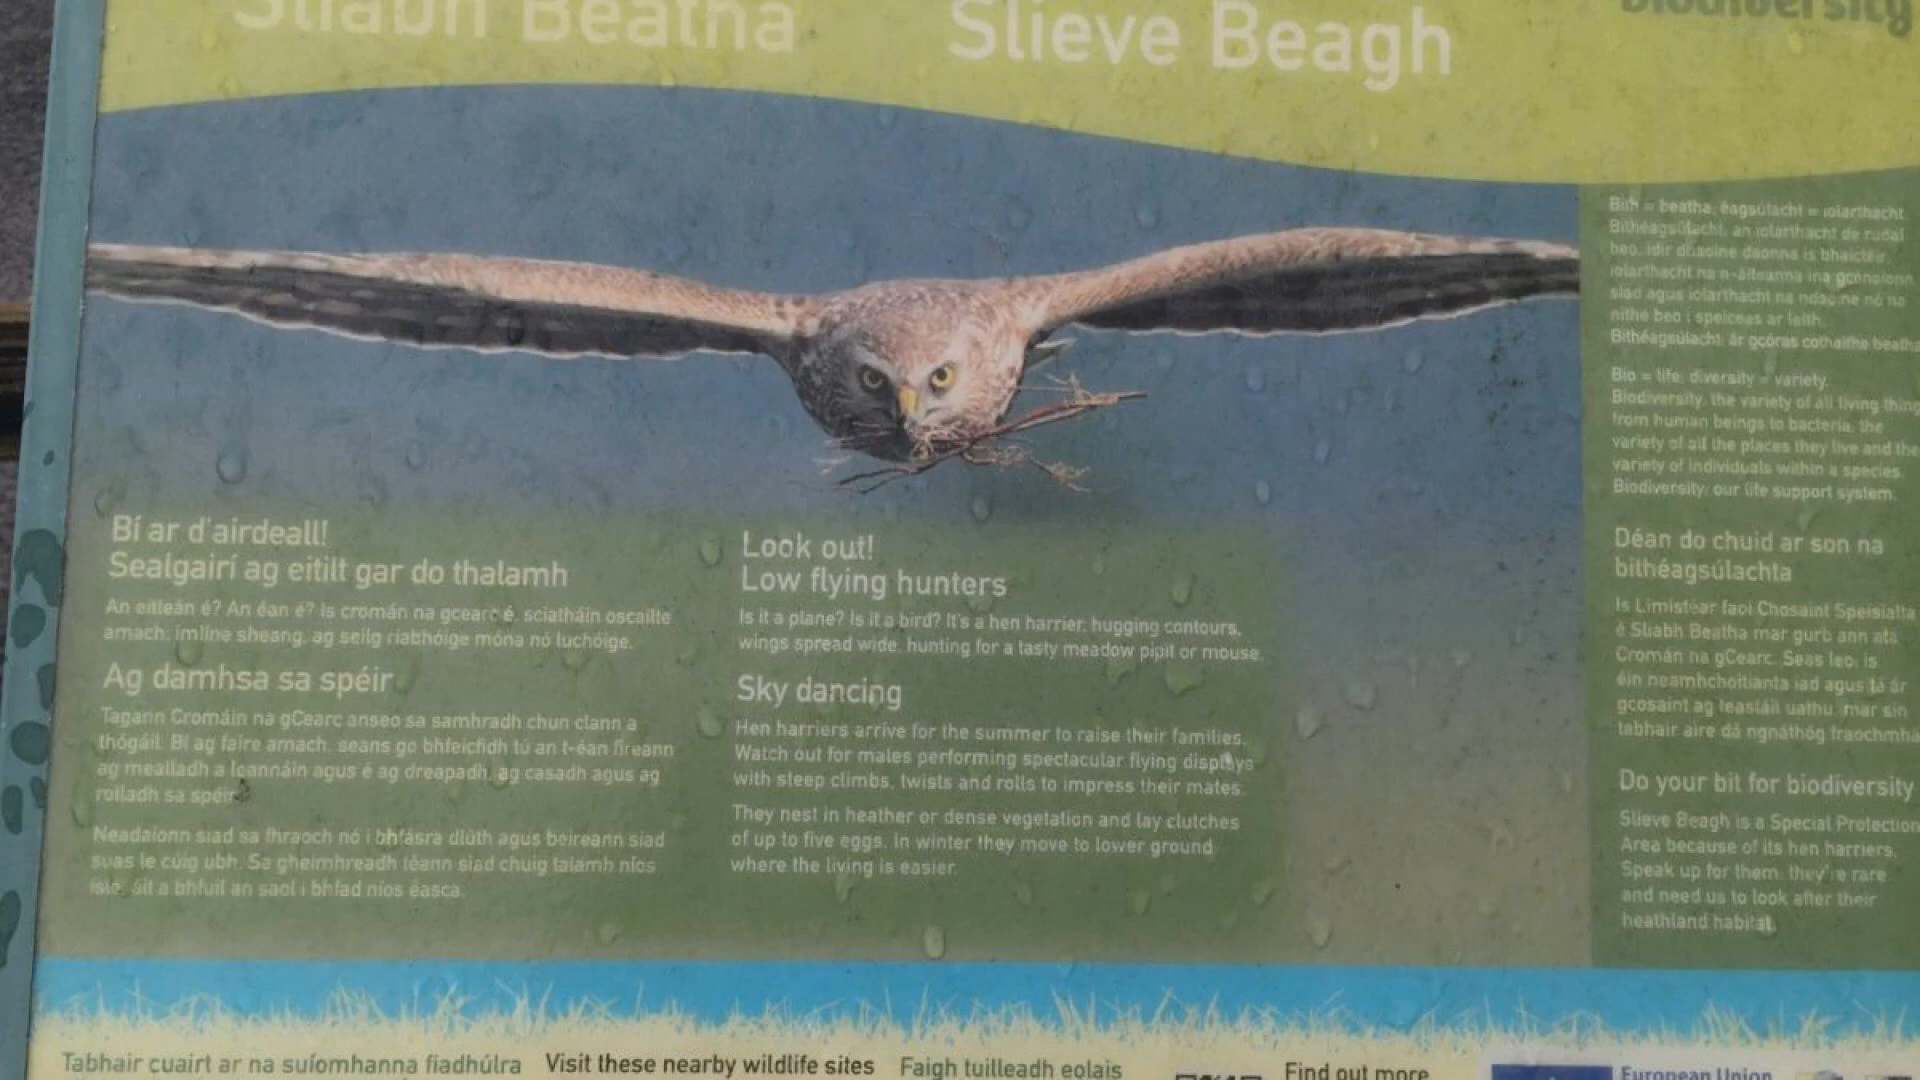 Sliabh Beatha
Slieve Beagh
Biodiversity
Bí ar d'airdeall!
Sealgairí ag eitilt gar do thalamh
An eitleán é? An éan é? Is cromán na gcearc é, sciatháin oscailte
amach: imlíne sheang, ag seilg riabhóige móna nó luchóige.
Ag damhsa sa spéir
Tagann Cromáin na gCearc anseo sa samhradh chun clann a
thógáil. Bí ag faire amach, seans go bhfeicfidh tú an t-éan fireann
ag mealladh a leannáin agus é ag dreapadh, ag casadh agus ag
rolladh sa spéir
Neadaíonn siad sa fhraoch nó i bhfásra dlúth agus beireann siad
suas le cúig ubh. Sa gheimhreadh téann siad chuig talamh níos
ísle, áit a bhfuil an saol i bhfad níos éasca.
Look out!
Low flying hunters
Is it a plane? Is it a bird? It's a hen harrier, hugging contours,
wings spread wide, hunting for a tasty meadow pipit or mouse.
Sky dancing
Hen harriers arrive for the summer to raise their families.
Watch out for males performing spectacular flying displays
with steep climbs, twists and rolls to impress their mates.
They nest in heather or dense vegetation and lay clutches
of up to five eggs. In winter they move to lower ground
where the living is easier.
Bith = beatha; éagsúlacht = iolarthacht.
Bithéagsúlacht: an iolarthacht de rudaí
beo, idir dhaoine daonna is bhaictéir,
iolarthacht na n-áiteanna ina gcónaíonn
siad agus iolarthacht na ndaoine nó na
nithe beo i speiceas ar leith.
Bithéagsúlacht: ár gcóras cothaithe beatha
Bio = life; diversity = variety.
Biodiversity: the variety of all living thing
from human beings to bacteria, the
variety of all the places they live and the
variety of individuals within a species.
Biodiversity: our life support system.
Déan do chuid ar son na
bithéagsúlachta
Is Limistéar faoi Chosaint Speisialta
é Sliabh Beatha mar gurb ann atá
Cromán na gCearc. Seas leo; is
éin neamhchoitianta iad agus tá ár
gcosaint ag teastáil uathu, mar sin
tabhair aire dá ngnáthóg fraochmhá
Do your bit for biodiversity
Slieve Beagh is a Special Protection
Area because of its hen harriers.
Speak up for them; they're rare
and need us to look after their
heathland habitat.
Tabhair cuairt ar na suíomhanna fiadhúlra
Visit these nearby wildlife sites
Faigh tuilleadh eolais
Find out more
European Union